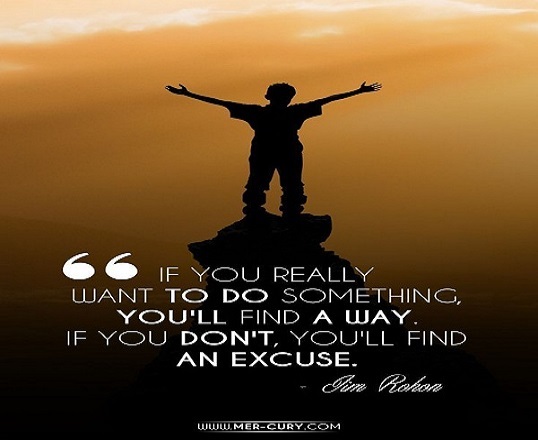 “ IF YOU REALLY
WANT TO DO SOMETHING,
YOU'LL FIND A WAY.
IF YOU DON'T, YOU'LL FIND
AN EXCUSE.
- Jim Rohon
WWW.MER-CURY.COM